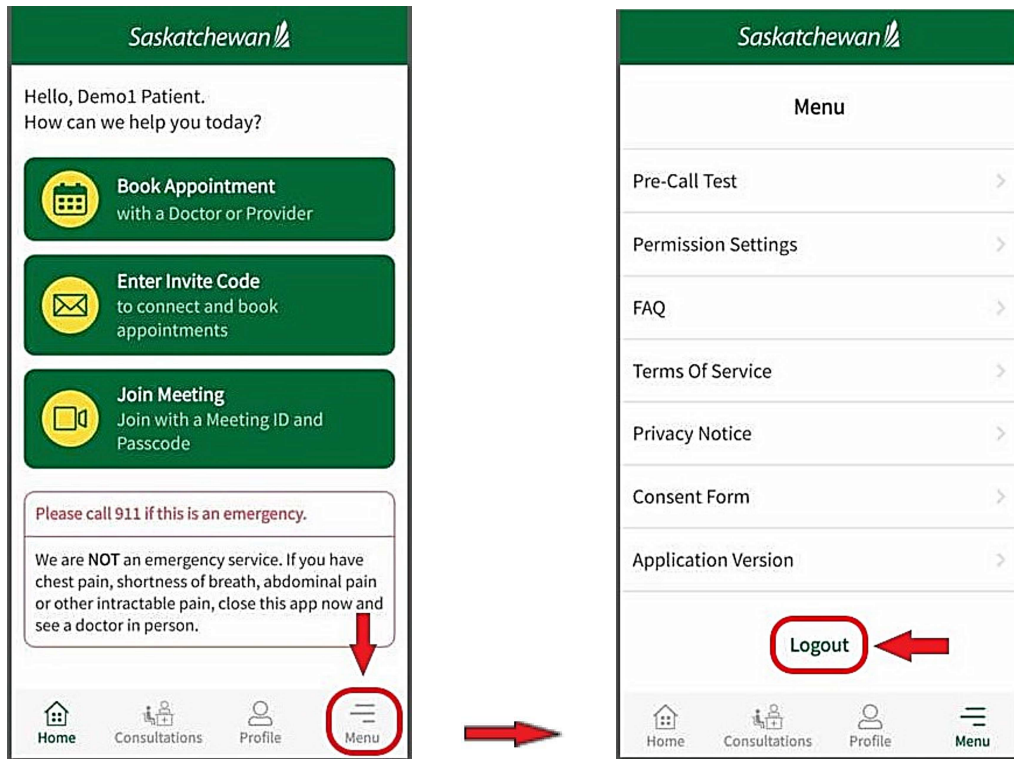 Saskatchewan
Hello, Demo1 Patient.
How can we help you today?
Book Appointment
with a Doctor or Provider
Enter Invite Code
to connect and book
appointments
Join Meeting
Join with a Meeting ID and
Passcode
Please call 911 if this is an emergency.
We are NOT an emergency service. If you have
chest pain, shortness of breath, abdominal pain
or other intractable pain, close this app now and
see a doctor in person.
Home
Consultations
Profile
Menu
Saskatchewan
Menu
Pre-Call Test
Permission Settings
FAQ
Terms Of Service
Privacy Notice
Consent Form
Application Version
Logout
Home
Consultations
Profile
Menu